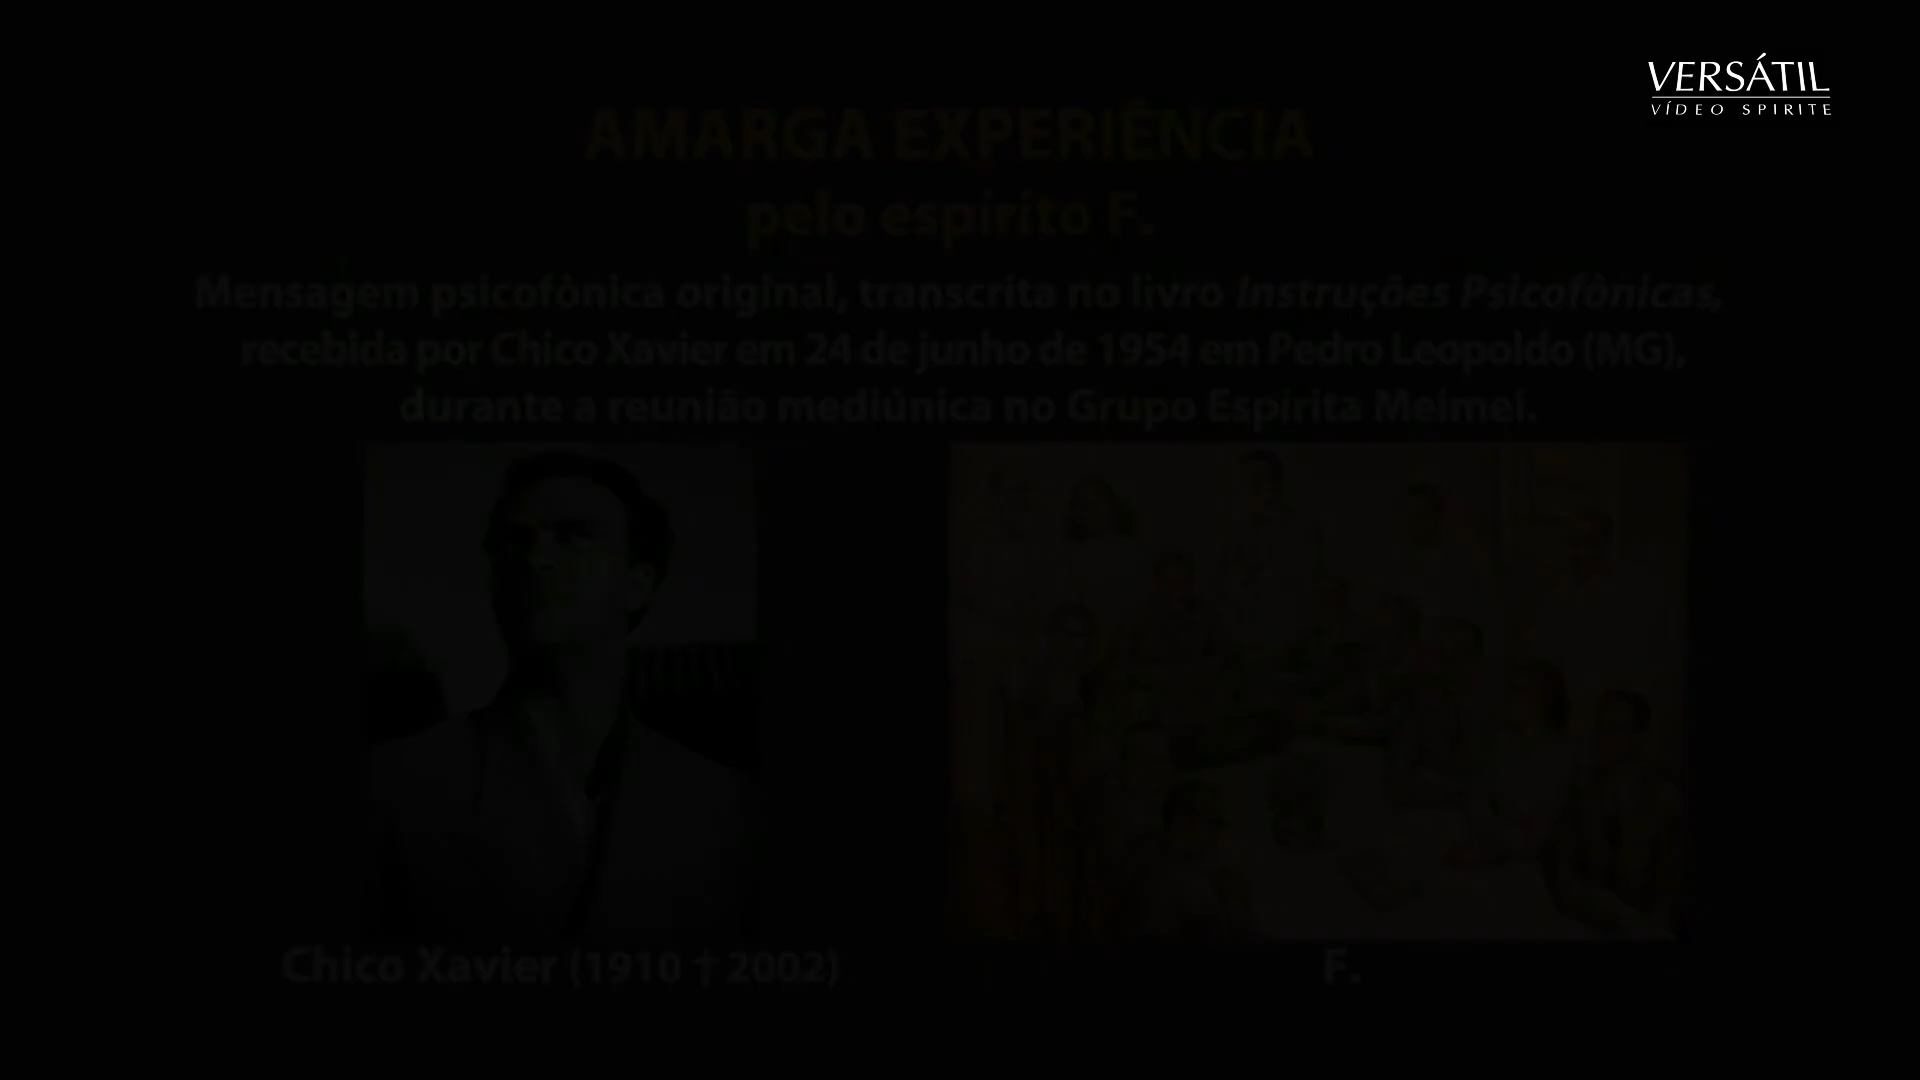 VERSÁTIL
VÍDEO SPIRITE
AMARGA EXPERIÊNCIA
pelo espírito F.
Mensagem psicofônica original, transcrita no livro Instruções Psicofônicas,
recebida por Chico Xavier em 24 de junho de 1954 em Pedro Leopoldo (MG),
durante a reunião mediúnica no Grupo Espírita Meimei.
Chico Xavier (1910 † 2002)
F.